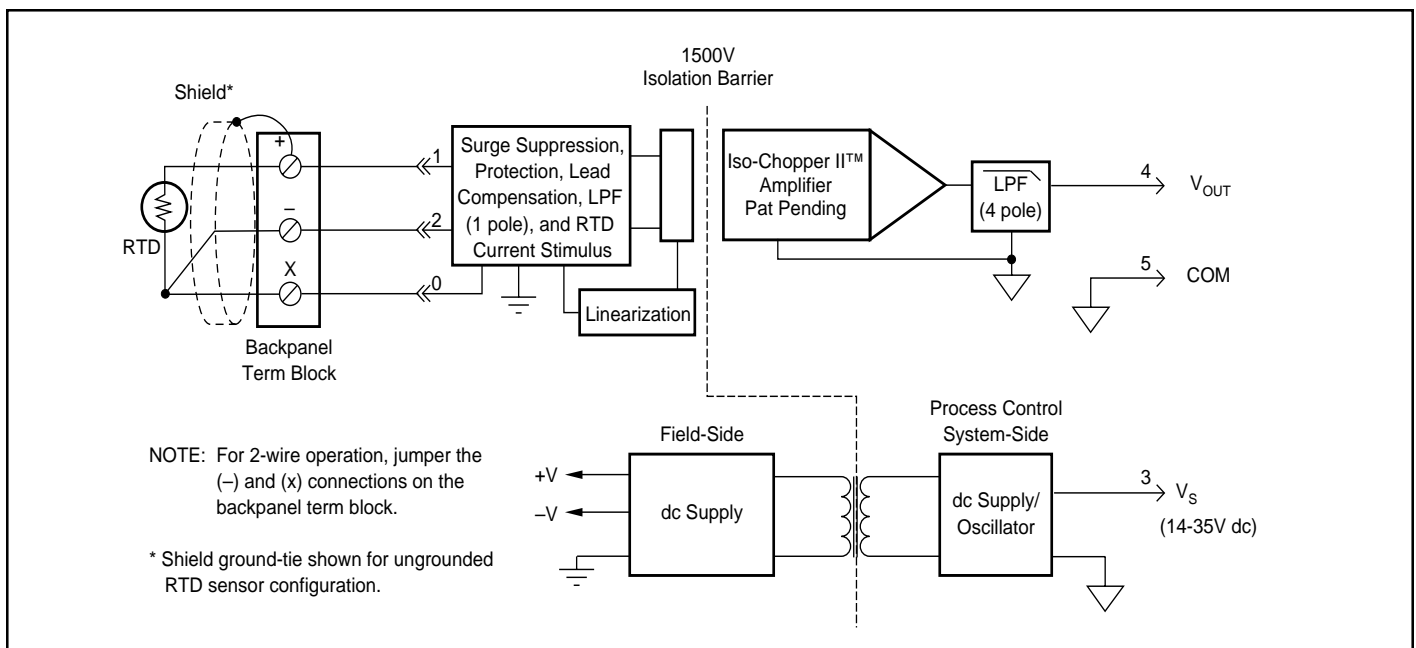 1500V
Isolation Barrier
Shield*
+
1
Surge Suppression,
Protection, Lead
Compensation, LPF
(1 pole), and RTD
Current Stimulus
Iso-Chopper II™
Amplifier
Pat Pending
LPF
(4 pole)
4
VOUT
–
2
RTD
X
0
Linearization
5
COM
Backpanel
Term Block
NOTE: For 2-wire operation, jumper the
(–) and (x) connections on the
backpanel term block.
* Shield ground-tie shown for ungrounded
RTD sensor configuration.
Field-Side
+V
–V
dc Supply
Process Control
System-Side
dc Supply/
Oscillator
3
VS
(14-35V dc)